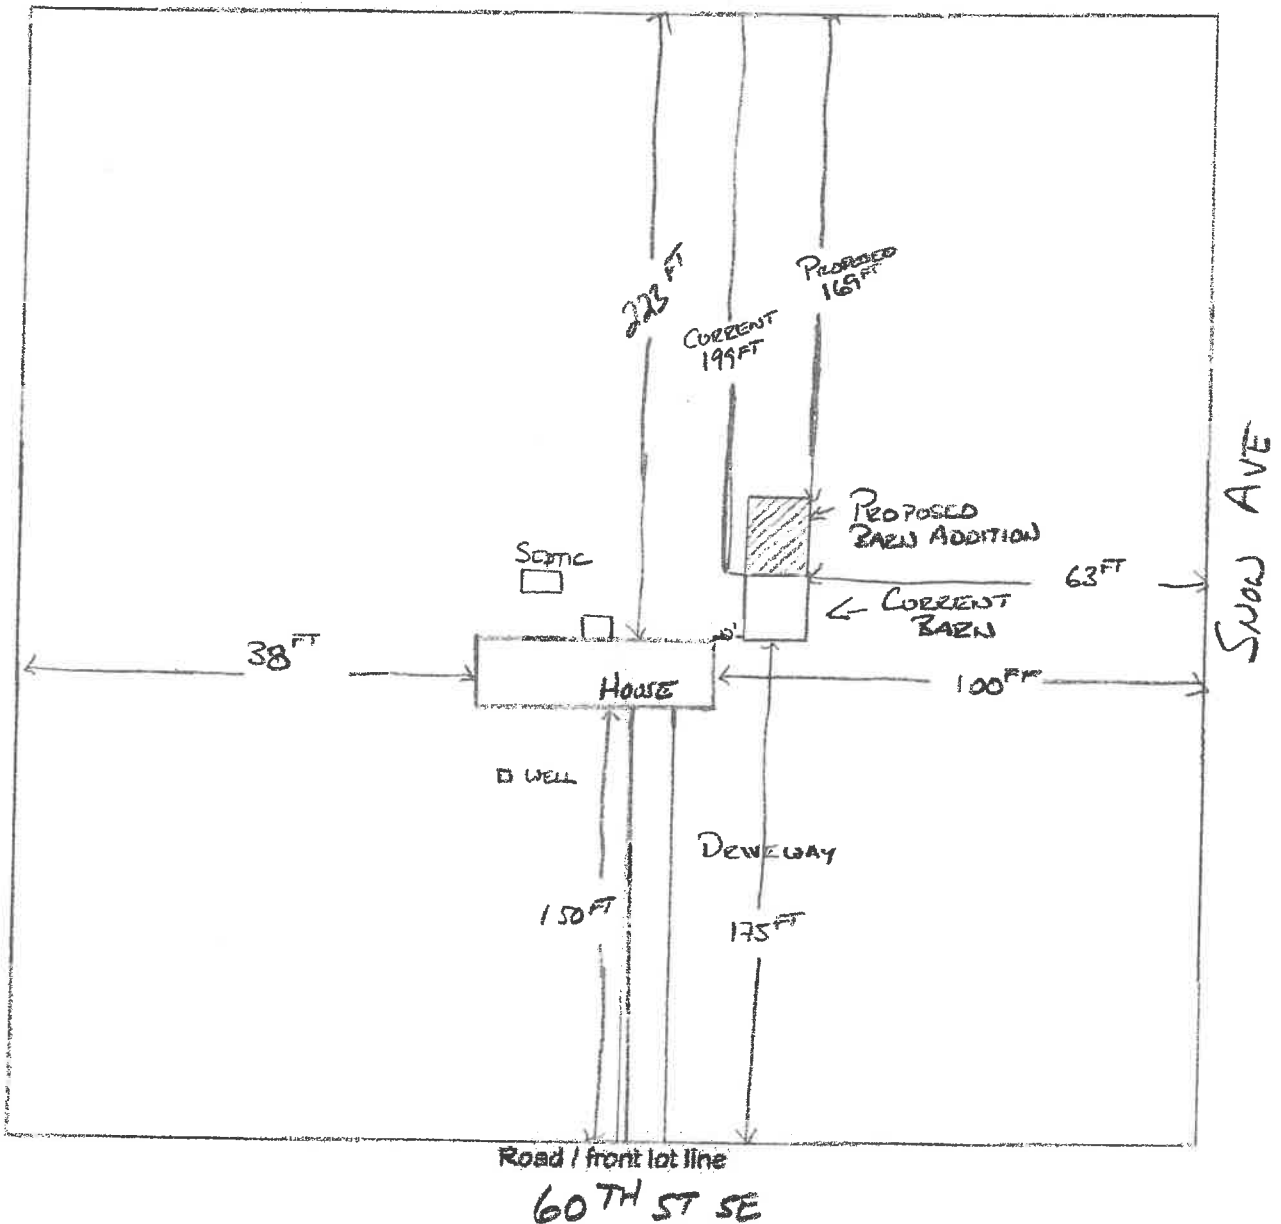 223 FT
PROPOSED
169 FT
CURRENT
199 FT
SNOW AVE
PROPOSED
BARN ADDITION
SEPTIC
63 FT
CURRENT
BARN
38 FT
HOUSE
100 FT
WELL
DRIVEWAY
150 FT
175 FT
Road / front lot line
60TH ST SE